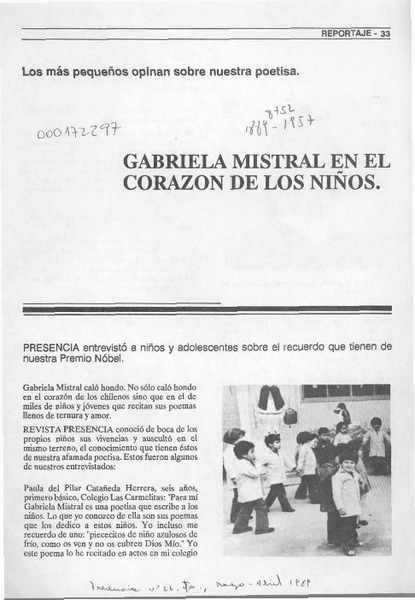 REPORTAJE - 33
Los más pequeños opinan sobre nuestra poetisa.
000172297
8752
1889-1957
GABRIELA MISTRAL EN EL
CORAZON DE LOS NIÑOS.
PRESENCIA entrevistó a niños y adolescentes sobre el recuerdo que tienen de
nuestra Premio Nóbel.
Gabriela Mistral caló hondo. No sólo caló hondo
en el corazón de los chilenos sino que en el de
miles de niños y jóvenes que recitan sus poemas
llenos de ternura y amor.
REVISTA PRESENCIA conoció de boca de los
propios niños sus vivencias y auscultó en el
mismo terreno, el conocimiento que tienen éstos
de nuestra afamada poetisa. Estos fueron algunos
de nuestros entrevistados:
Paula del Pilar Catañeda Herrera, seis años,
primero básico, Colegio Las Carmelitas: "Para mí
Gabriela Mistral es una poetisa que escribe a los
niños. Lo que yo conozco de ella son sus poemas
que los dedico a estos niños. Yo incluso me
recuerdo de uno: 'piececitos de niño azulosos de
frío, como os ven y no os cubren Dios Mío.' Yo
este poema lo he recitado en actos en mi colegio
Presencia nº 22, marzo - abril 1989